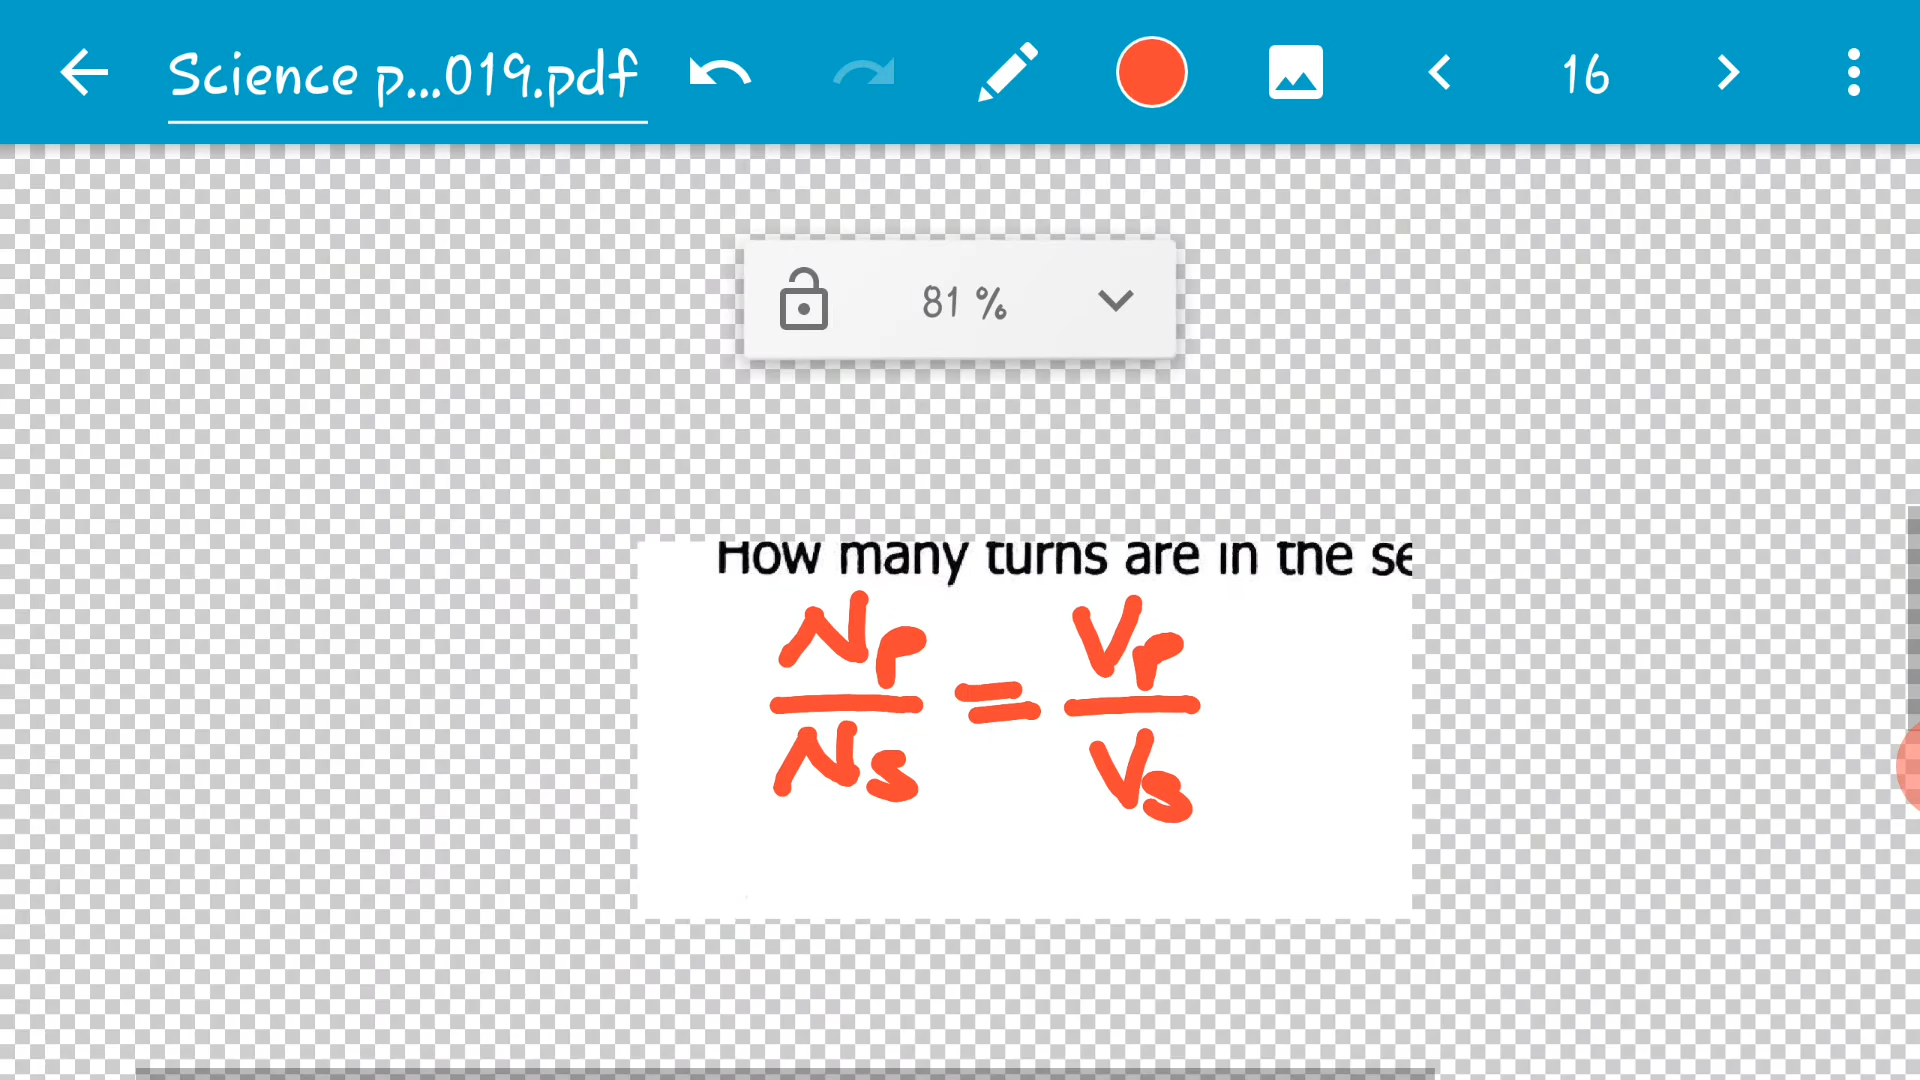 Science p...019.pdf 16
81 %
How many turns are in the se
Np/Ns = Vp/Vs